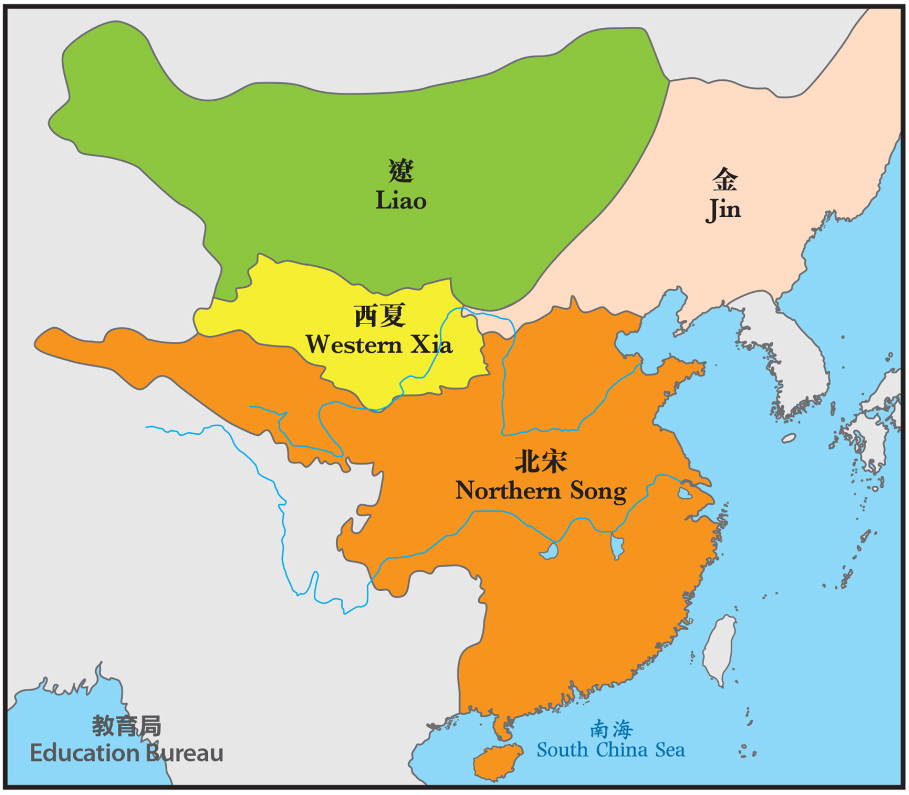 遼
Liao
金
Jin
西夏
Western Xia
北宋
Northern Song
教育局
Education Bureau
南海
South China Sea